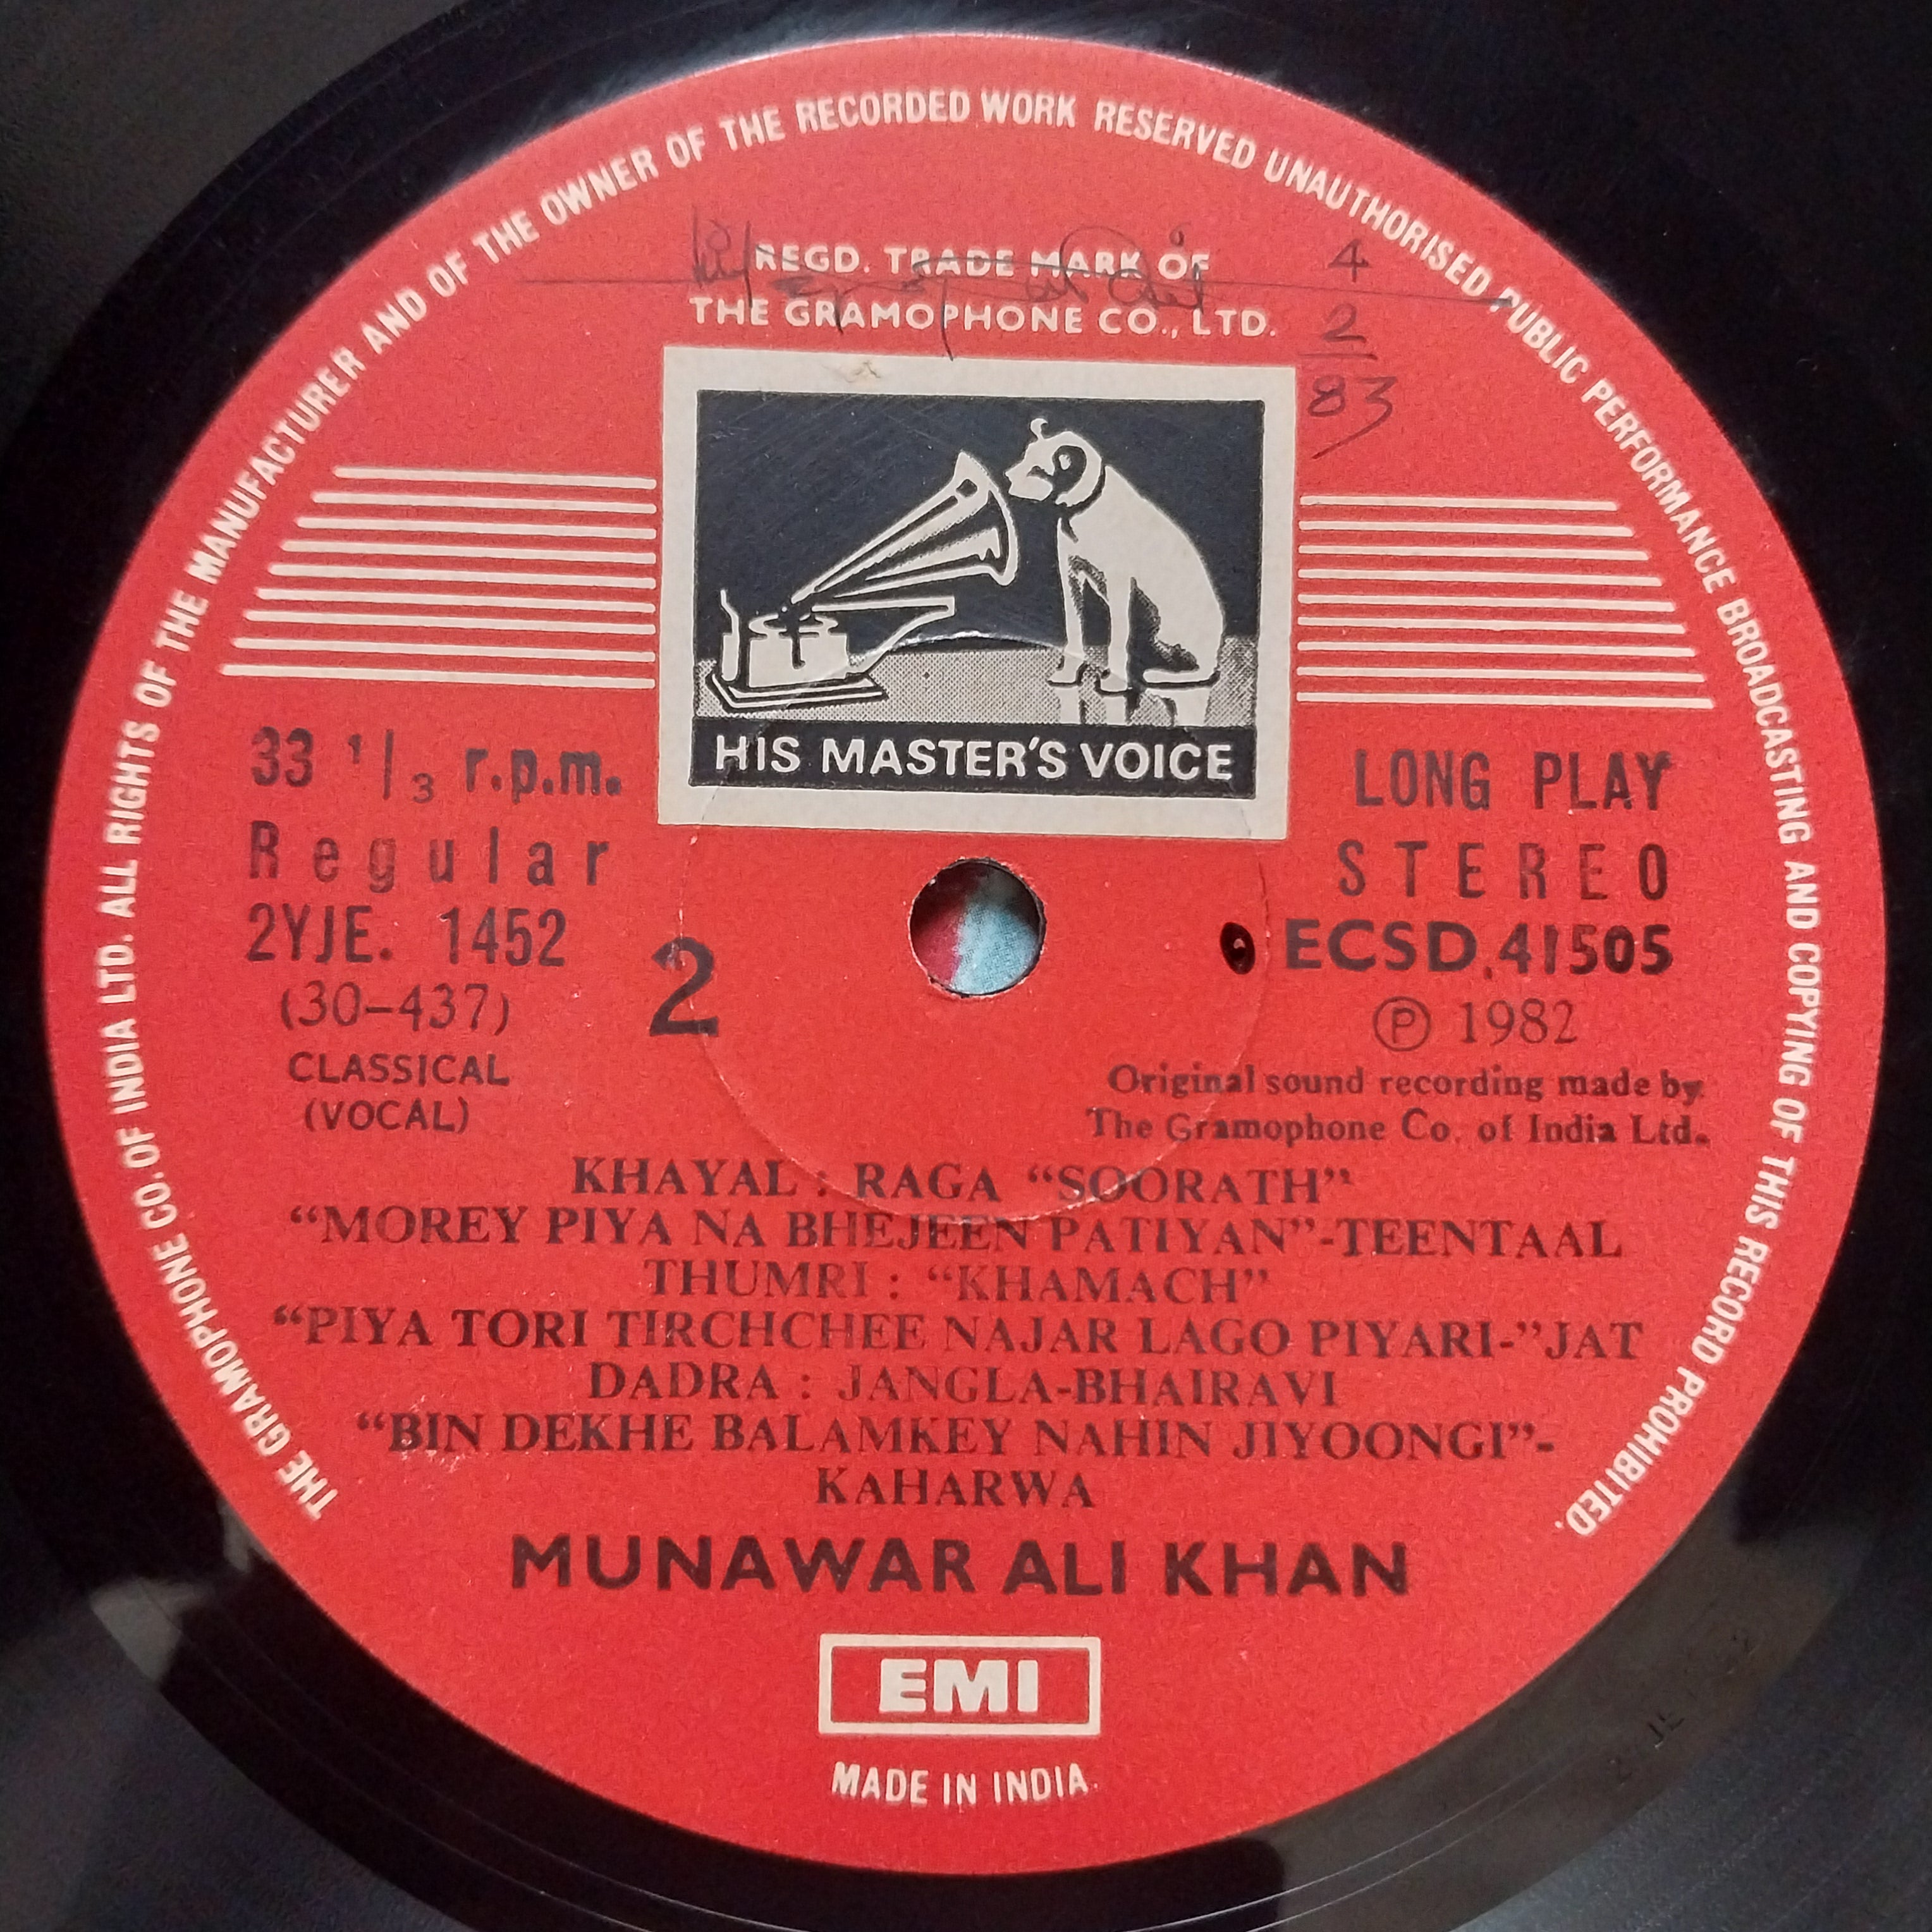 THE GRAMOPHONE CO. OF INDIA LTD. ALL RIGHTS OF THE MANUFACTURER AND OF THE OWNER OF THE RECORDED WORK RESERVED UNAUTHORISED PUBLIC PERFORMANCE BROADCASTING AND COPYING OF THIS RECORD PROHIBITED.
REGD. TRADE MARK OF
THE GRAMOPHONE CO., LTD.
4
2
83
HIS MASTER'S VOICE
33 1/3 r.p.m.
Regular
2YJE. 1452
(30-437)
CLASSICAL
(VOCAL)
2
LONG PLAY
STEREO
ECSD.41505
Ⓟ 1982
Original sound recording made by
The Gramophone Co. of India Ltd.
KHAYAL : RAGA “SOORATH”
“MOREY PIYA NA BHEJEEN PATIYAN”-TEENTAAL
THUMRI : “KHAMACH”
“PIYA TORI TIRCHCHEE NAJAR LAGO PIYARI-”JAT
DADRA : JANGLA-BHAIRAVI
“BIN DEKHE BALAMKEY NAHIN JIYOONGI”-
KAHARWA
MUNAWAR ALI KHAN
EMI
MADE IN INDIA